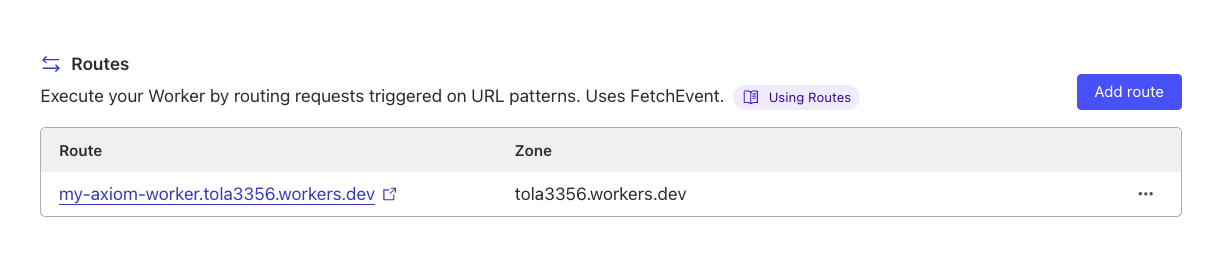 Routes
Execute your Worker by routing requests triggered on URL patterns. Uses FetchEvent. Using Routes
Add route
Route Zone
my-axiom-worker.tola3356.workers.dev tola3356.workers.dev